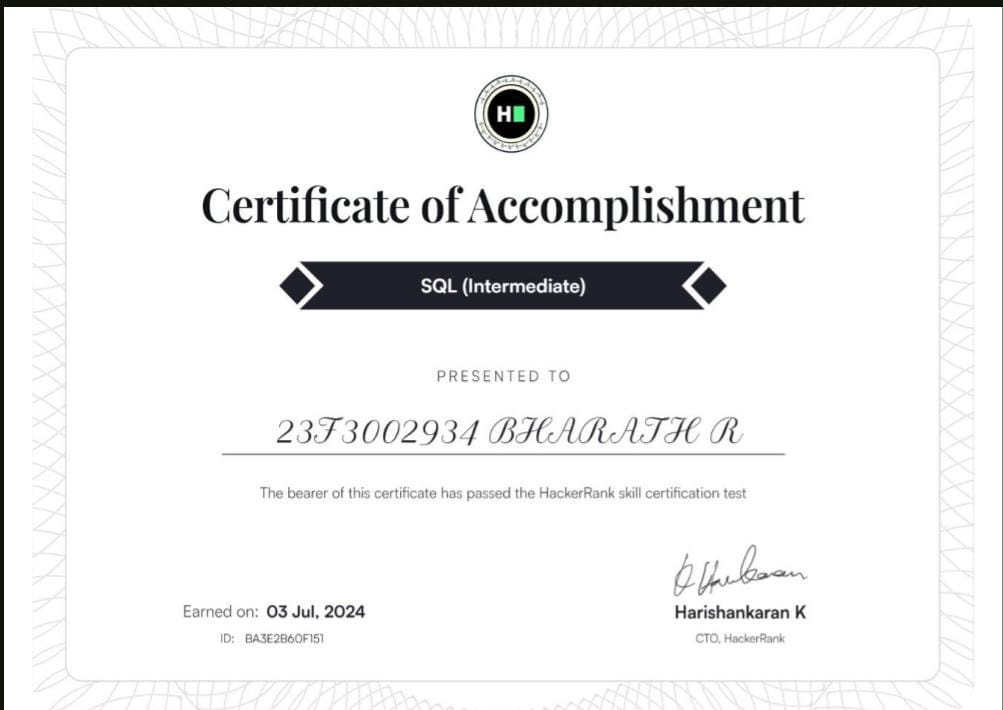 H
Certificate of Accomplishment
SQL (Intermediate)
PRESENTED TO
23F3002934 BHARATH R
The bearer of this certificate has passed the HackerRank skill certification test
Earned on: 03 Jul, 2024
ID: BA3E2B60F151
Harishankaran K
CTO, HackerRank